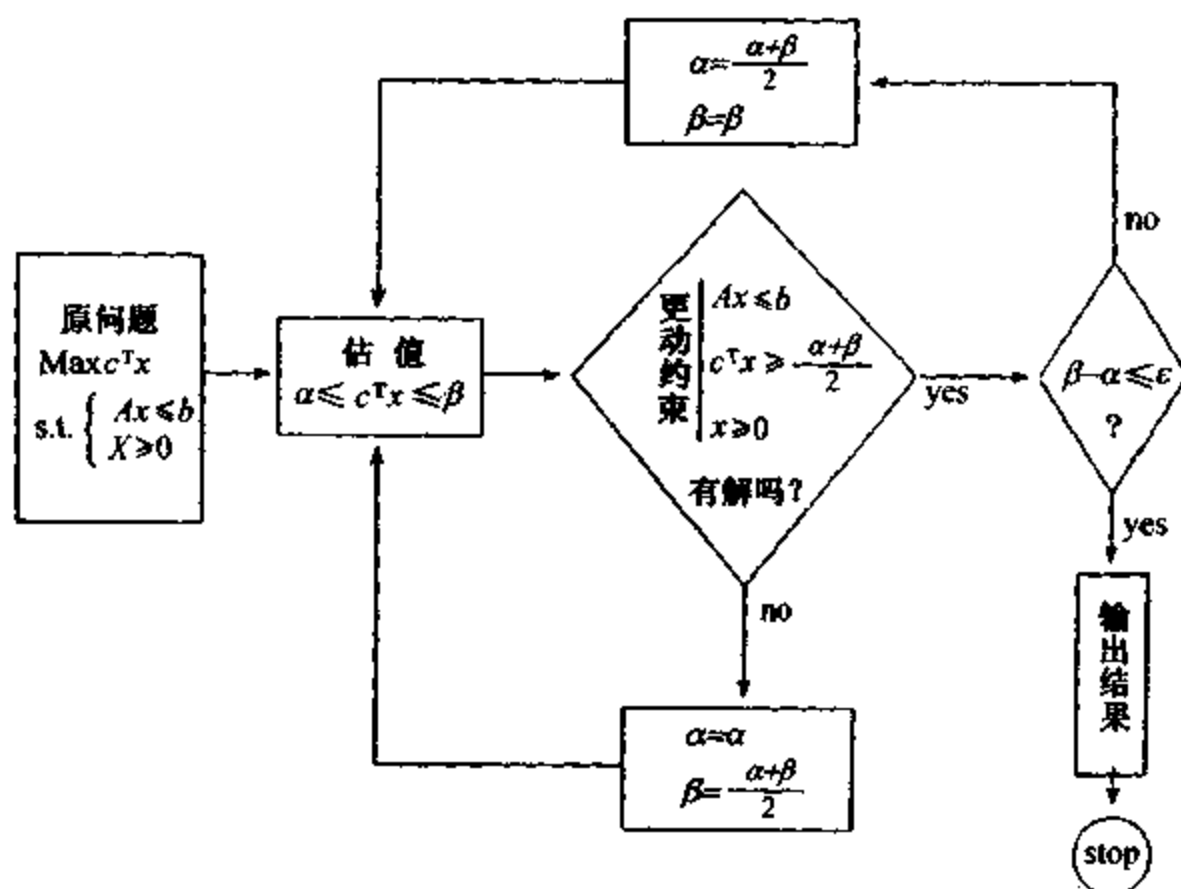 α=α+β/2
β=β
no
原问题
Max cᵀx
s.t. { Ax≤b
X≥0
估 值
α≤cᵀx≤β
更动约束
Ax≤b
cᵀx≥α+β/2
x≥0
有解吗?
yes
β-α≤ε
?
yes
no
输出结果
α=α
β=α+β/2
stop